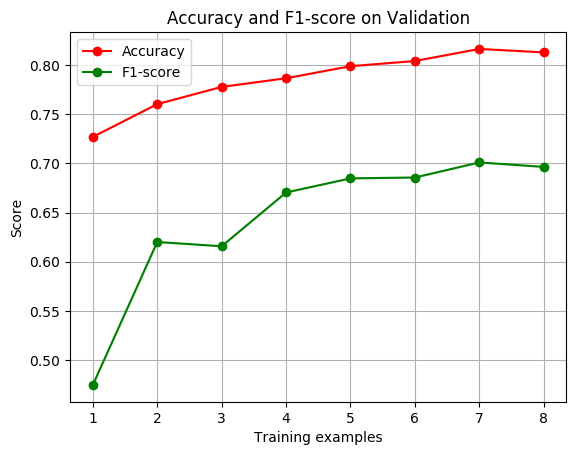 Accuracy and F1-score on Validation
Accuracy
F1-score
0.80
0.75
0.70
0.65
0.60
0.55
0.50
Score
1 2 3 4 5 6 7 8
Training examples